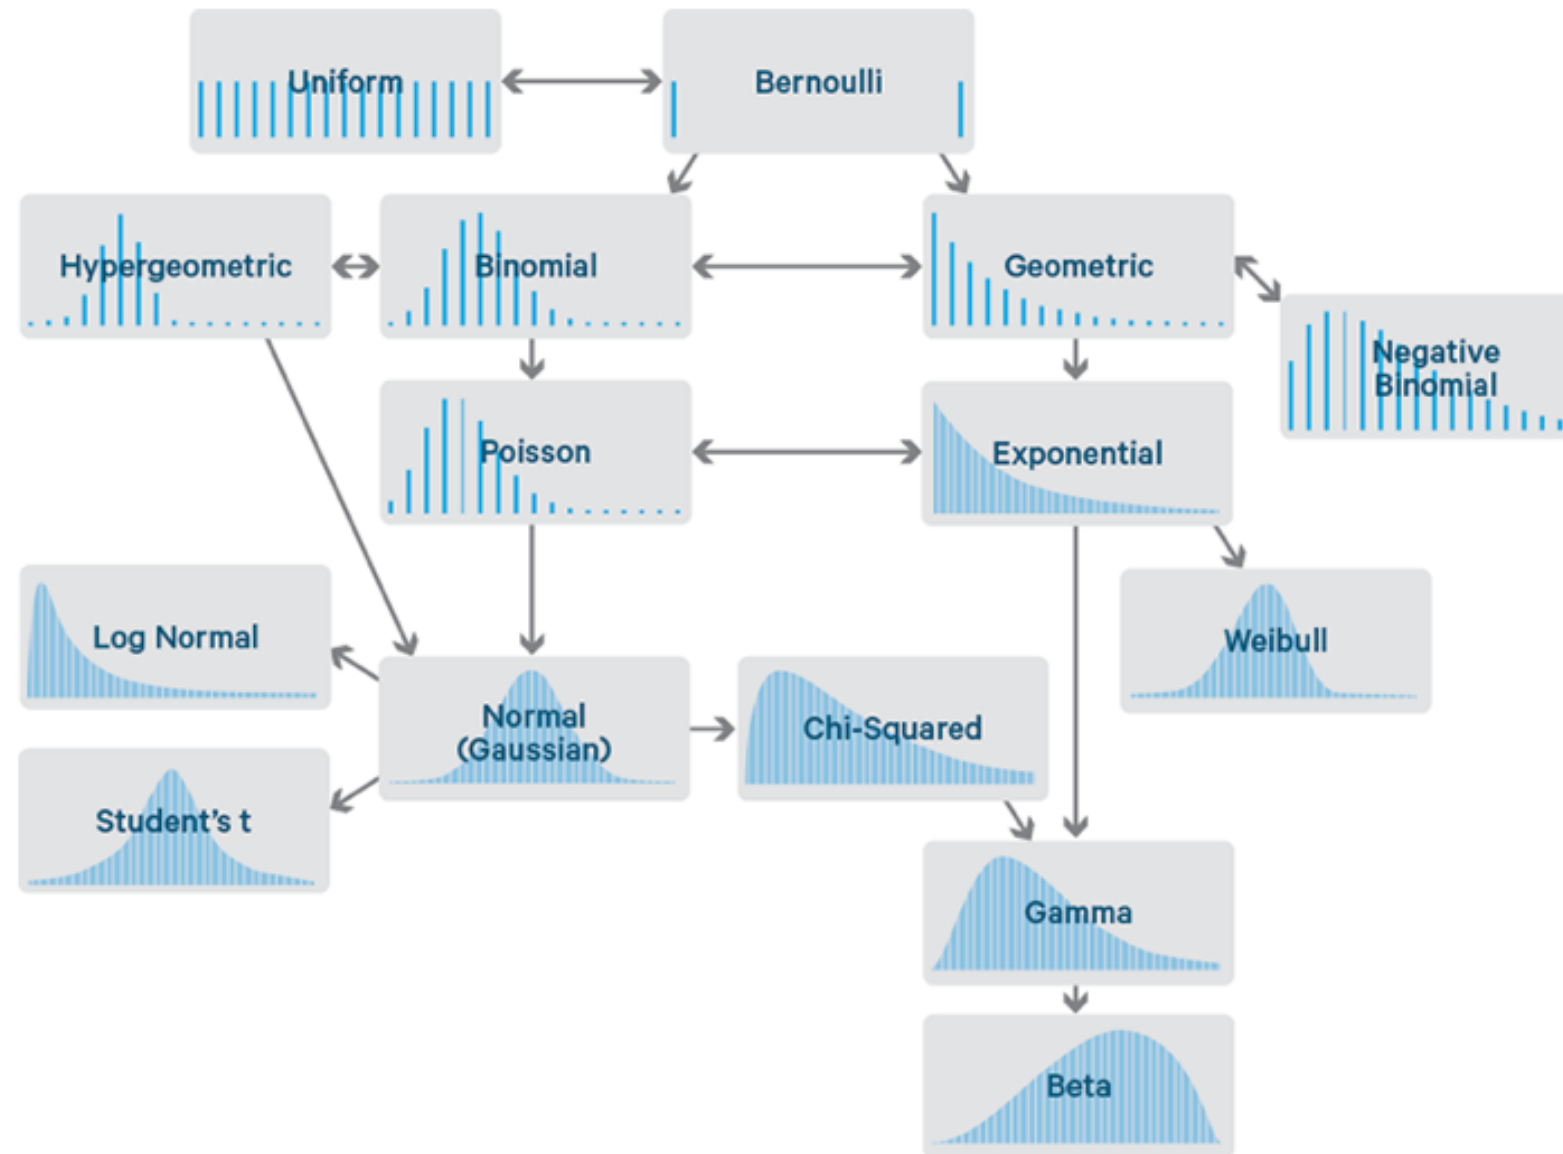 Uniform
Bernoulli
Hypergeometric
Binomial
Geometric
Negative
Binomial
Poisson
Exponential
Log Normal
Weibull
Normal
(Gaussian)
Chi-Squared
Student’s t
Gamma
Beta